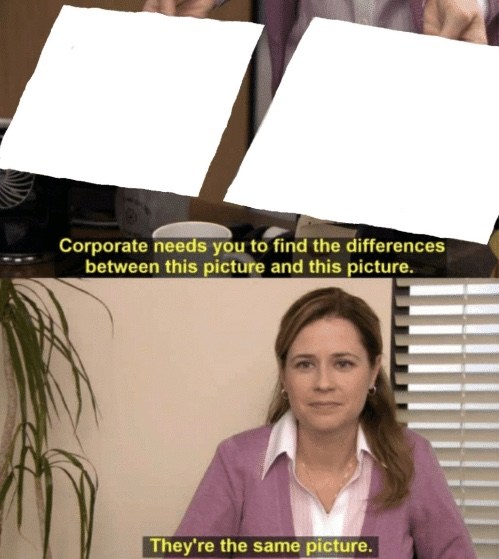 Corporate needs you to find the differences
between this picture and this picture.
They're the same picture.